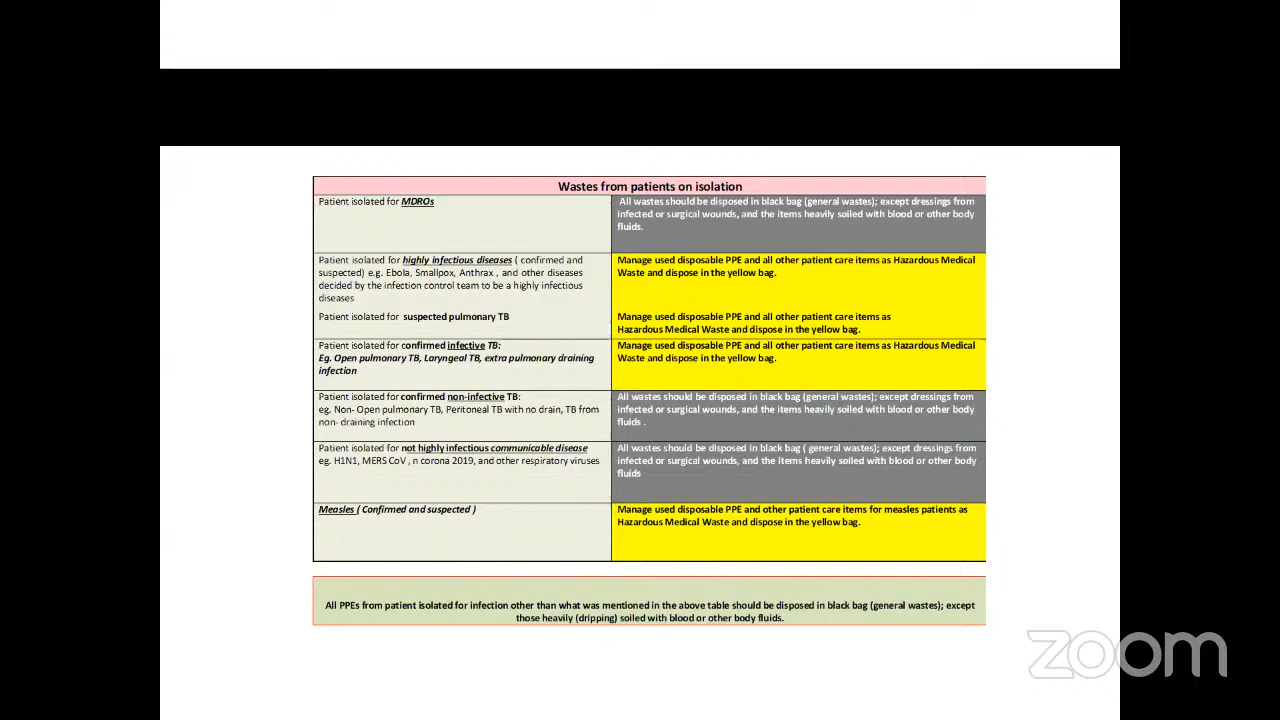 Wastes from patients on isolation
Patient isolated for MDROs
All wastes should be disposed in black bag (general wastes); except dressings from
infected or surgical wounds, and the items heavily soiled with blood or other body
fluids.
Patient isolated for highly infectious diseases ( confirmed and
suspected) e.g. Ebola, Smallpox, Anthrax , and other diseases
decided by the infection control team to be a highly infectious
diseases
Manage used disposable PPE and all other patient care items as Hazardous Medical
Waste and dispose in the yellow bag.
Patient isolated for suspected pulmonary TB
Manage used disposable PPE and all other patient care items as
Hazardous Medical Waste and dispose in the yellow bag.
Patient isolated for confirmed infective TB:
Eg. Open pulmonary TB, Laryngeal TB, extra pulmonary draining
infection
Manage used disposable PPE and all other patient care items as Hazardous Medical
Waste and dispose in the yellow bag.
Patient isolated for confirmed non-infective TB:
eg. Non- Open pulmonary TB, Peritoneal TB with no drain, TB from
non- draining infection
All wastes should be disposed in black bag (general wastes); except dressings from
infected or surgical wounds, and the items heavily soiled with blood or other body
fluids .
Patient isolated for not highly infectious communicable disease
eg. H1N1, MERS CoV , n corona 2019, and other respiratory viruses
All wastes should be disposed in black bag ( general wastes); except dressings from
infected or surgical wounds, and the items heavily soiled with blood or other body
fluids
Measles ( Confirmed and suspected )
Manage used disposable PPE and other patient care items for measles patients as
Hazardous Medical Waste and dispose in the yellow bag.
All PPEs from patient isolated for infection other than what was mentioned in the above table should be disposed in black bag (general wastes); except
those heavily (dripping) soiled with blood or other body fluids.
zoom